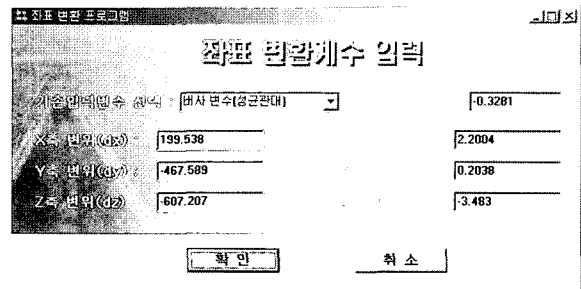 좌표 변환 프로그램
좌표 변환계수 입력
기존입력변수 선택 : 버사 변수(성균관대) -0.3281
X축 변위(dx) : 199.538 2.2004
Y축 변위(dy) : -467.589 0.2038
Z축 변위(dz) : -607.207 -3.483
확 인 취 소